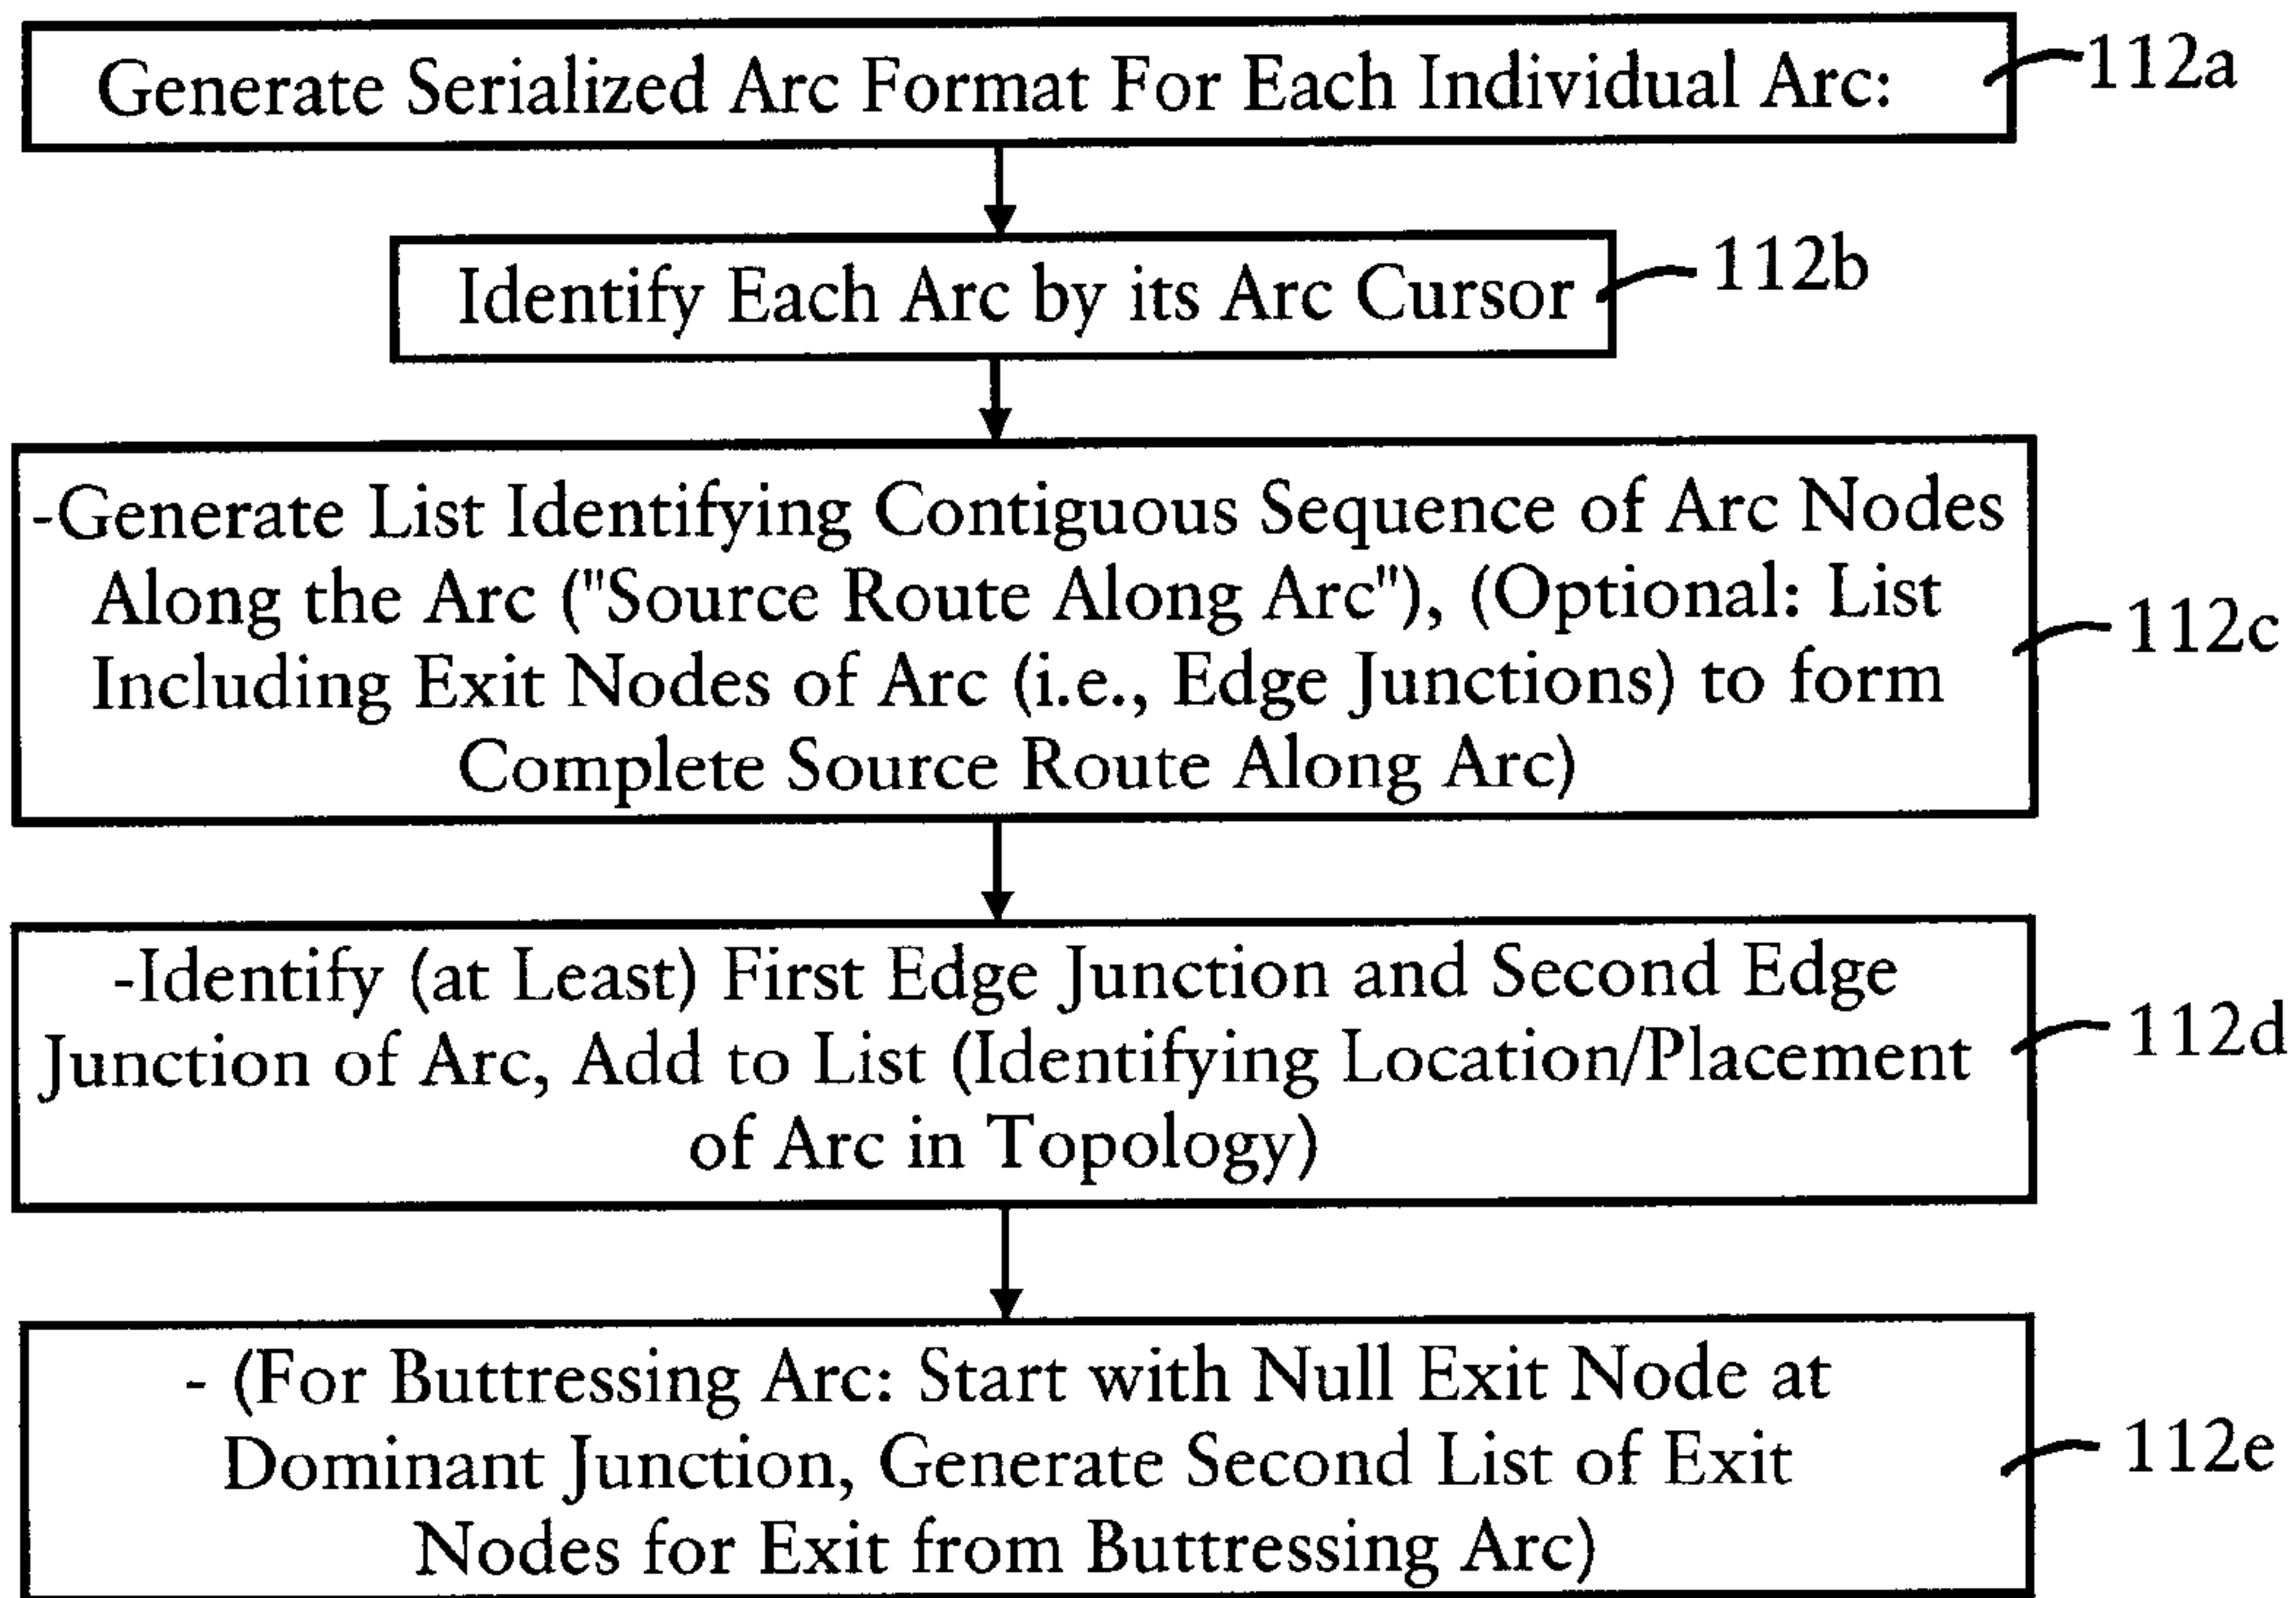 Generate Serialized Arc Format For Each Individual Arc:
112a
Identify Each Arc by its Arc Cursor
112b
-Generate List Identifying Contiguous Sequence of Arc Nodes
Along the Arc ("Source Route Along Arc"), (Optional: List
Including Exit Nodes of Arc (i.e., Edge Junctions) to form
Complete Source Route Along Arc)
112c
-Identify (at Least) First Edge Junction and Second Edge
Junction of Arc, Add to List (Identifying Location/Placement
of Arc in Topology)
112d
- (For Buttressing Arc: Start with Null Exit Node at
Dominant Junction, Generate Second List of Exit
Nodes for Exit from Buttressing Arc)
112e